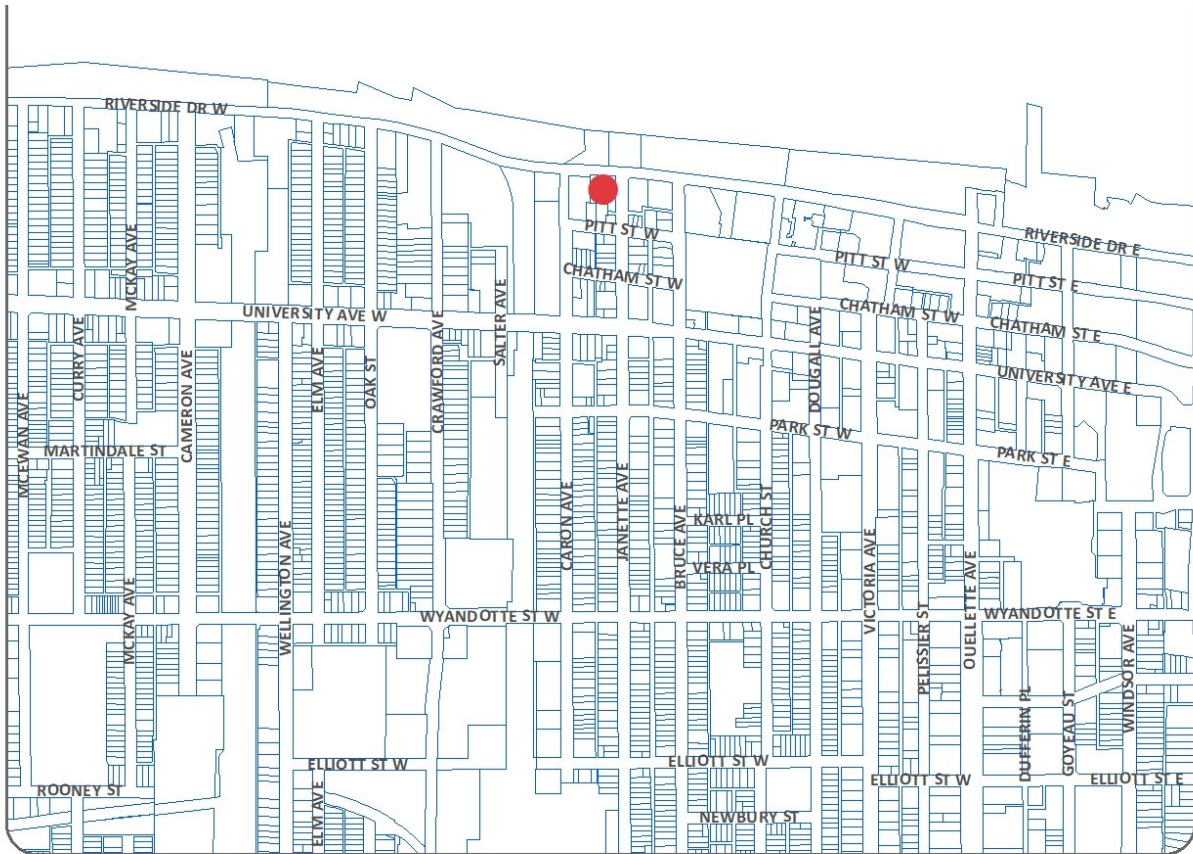 RIVERSIDE DR W
PITT ST W
RIVERSIDE DR E
MCKAY AVE
PITT ST W
CHATHAM ST W
PITT ST E
UNIVERSITY AVE W
SALTER AVE
CHATHAM ST W
CHATHAM ST E
CURRY AVE
CAMERON AVE
ELM AVE
OAK ST
CRAWFORD AVE
DOUGALL AVE
UNIVERSITY AVE E
MCEWAN AVE
MARTINDALE ST
PARK ST W
PARK ST E
WELLINGTON AVE
CARON AVE
JANETTE AVE
BRUCE AVE
KARL PL
CHURCH ST
VERA PL
VICTORIA AVE
PELISSIER ST
OUELLETTE AVE
MCKAY AVE
WYANDOTTE ST W
WYANDOTTE ST E
WINDSOR AVE
DUFFERIN PL
GOYEAU ST
ELLIOTT ST W
ELLIOTT ST W
ELLIOTT ST W
ELLIOTT ST E
ROONEY ST
ELM AVE
NEWBURY ST